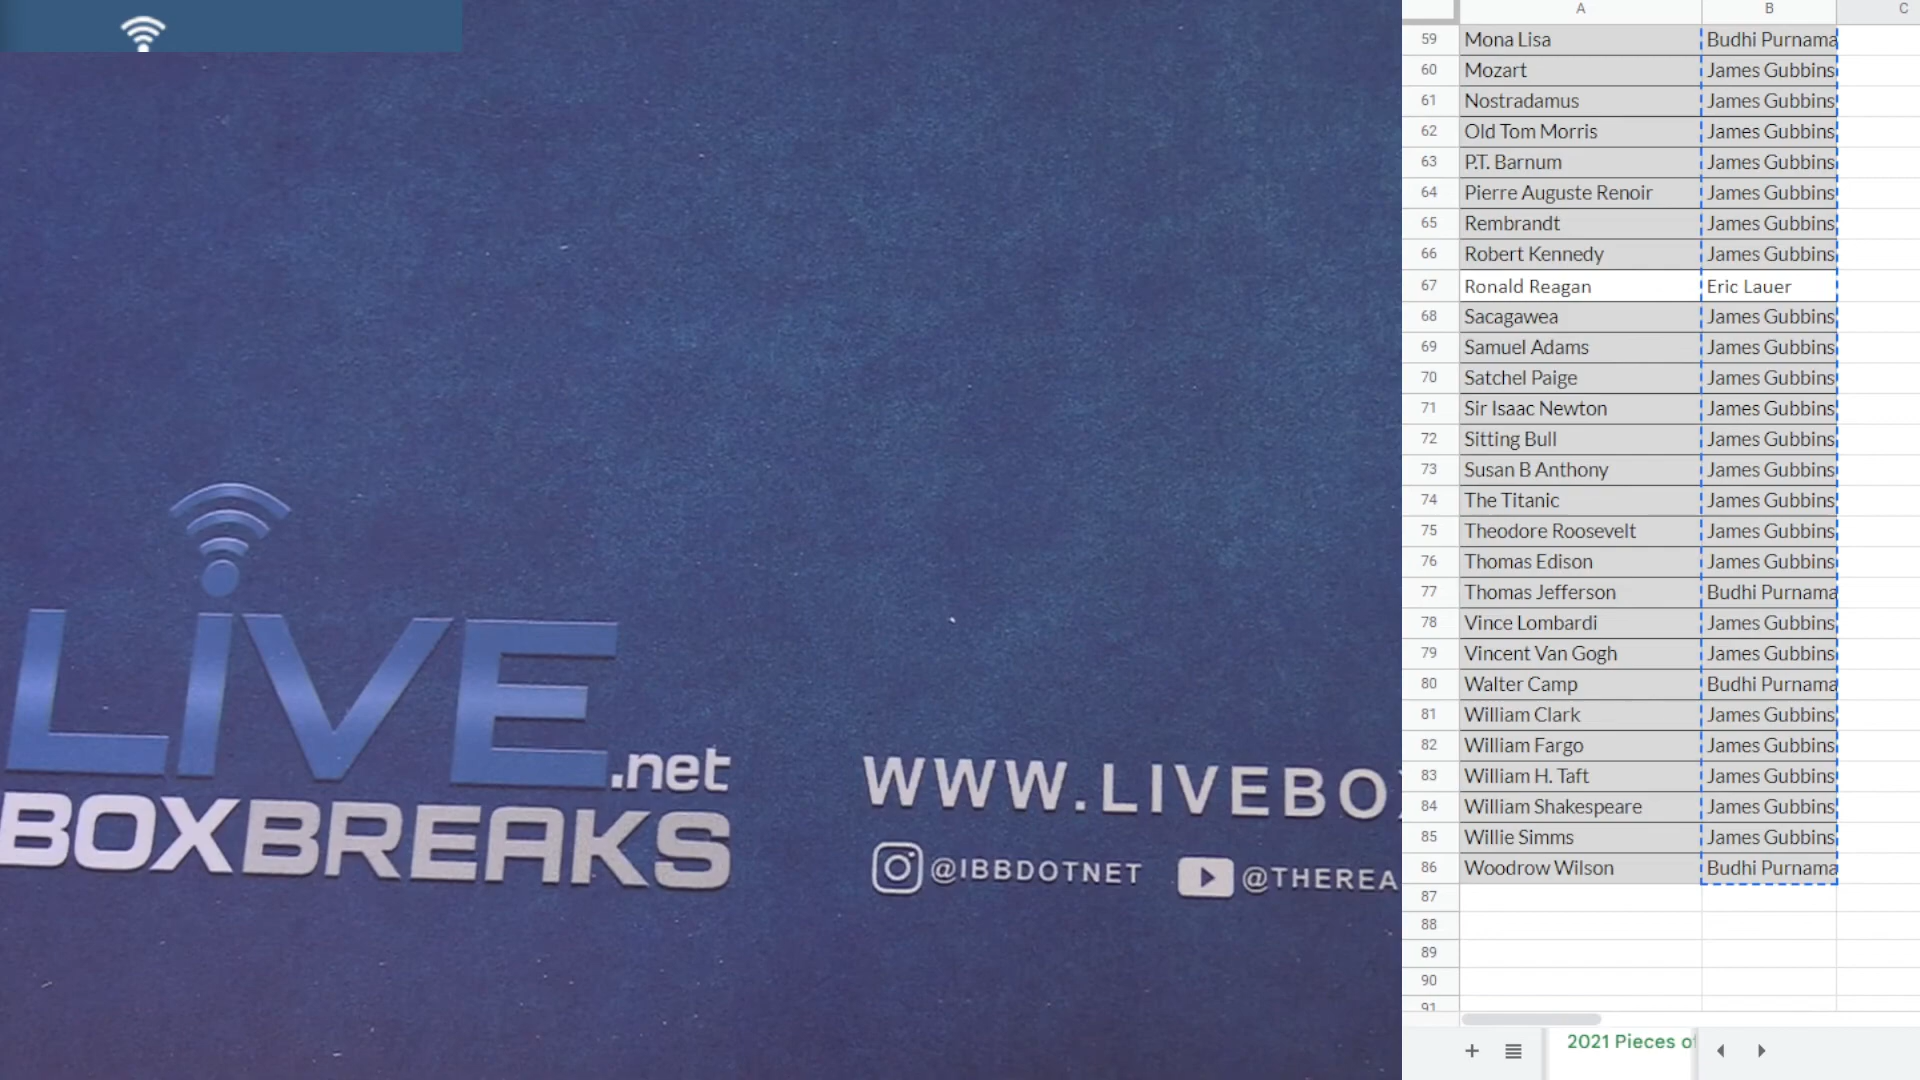 LIVE.net
BOXBREAKS
WWW.LIVEBO
@IBBDOTNET
@THEREA
A B C
59 Mona Lisa Budhi Purnama
60 Mozart James Gubbins
61 Nostradamus James Gubbins
62 Old Tom Morris James Gubbins
63 P.T. Barnum James Gubbins
64 Pierre Auguste Renoir James Gubbins
65 Rembrandt James Gubbins
66 Robert Kennedy James Gubbins
67 Ronald Reagan Eric Lauer
68 Sacagawea James Gubbins
69 Samuel Adams James Gubbins
70 Satchel Paige James Gubbins
71 Sir Isaac Newton James Gubbins
72 Sitting Bull James Gubbins
73 Susan B Anthony James Gubbins
74 The Titanic James Gubbins
75 Theodore Roosevelt James Gubbins
76 Thomas Edison James Gubbins
77 Thomas Jefferson Budhi Purnama
78 Vince Lombardi James Gubbins
79 Vincent Van Gogh James Gubbins
80 Walter Camp Budhi Purnama
81 William Clark James Gubbins
82 William Fargo James Gubbins
83 William H. Taft James Gubbins
84 William Shakespeare James Gubbins
85 Willie Simms James Gubbins
86 Woodrow Wilson Budhi Purnama
87
88
89
90
91
2021 Pieces of